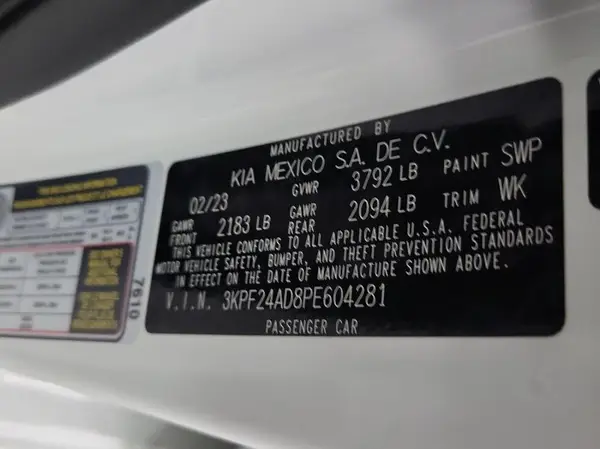 MANUFACTURED BY
KIA MEXICO S.A. DE C.V.
02/23 GVWR 3792 LB PAINT SWP
GAWR FRONT 2183 LB GAWR REAR 2094 LB TRIM WK
THIS VEHICLE CONFORMS TO ALL APPLICABLE U.S.A. FEDERAL
MOTOR VEHICLE SAFETY, BUMPER, AND THEFT PREVENTION STANDARDS
IN EFFECT ON THE DATE OF MANUFACTURE SHOWN ABOVE.
V.I.N. 3KPF24AD8PE604281
PASSENGER CAR
7610